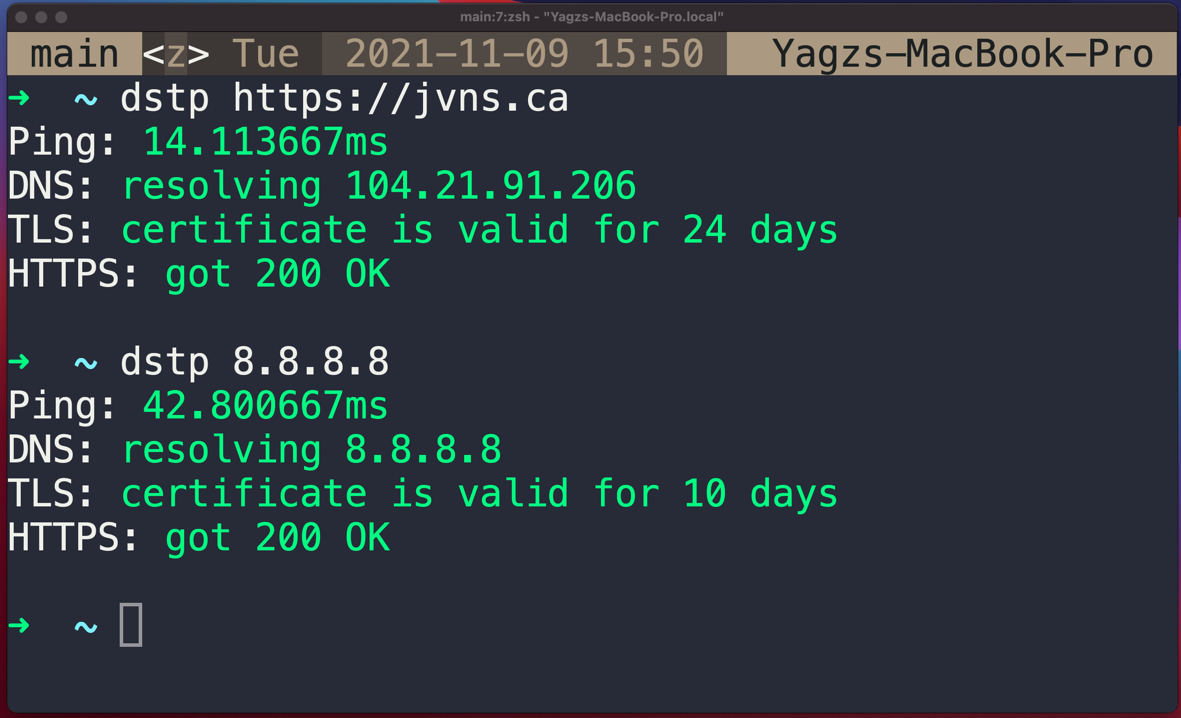 main:7:zsh - "Yagzs-MacBook-Pro.local"
main <z> Tue 2021-11-09 15:50 Yagzs-MacBook-Pro
➜ ~ dstp https://jvns.ca
Ping: 14.113667ms
DNS: resolving 104.21.91.206
TLS: certificate is valid for 24 days
HTTPS: got 200 OK
➜ ~ dstp 8.8.8.8
Ping: 42.800667ms
DNS: resolving 8.8.8.8
TLS: certificate is valid for 10 days
HTTPS: got 200 OK
➜ ~